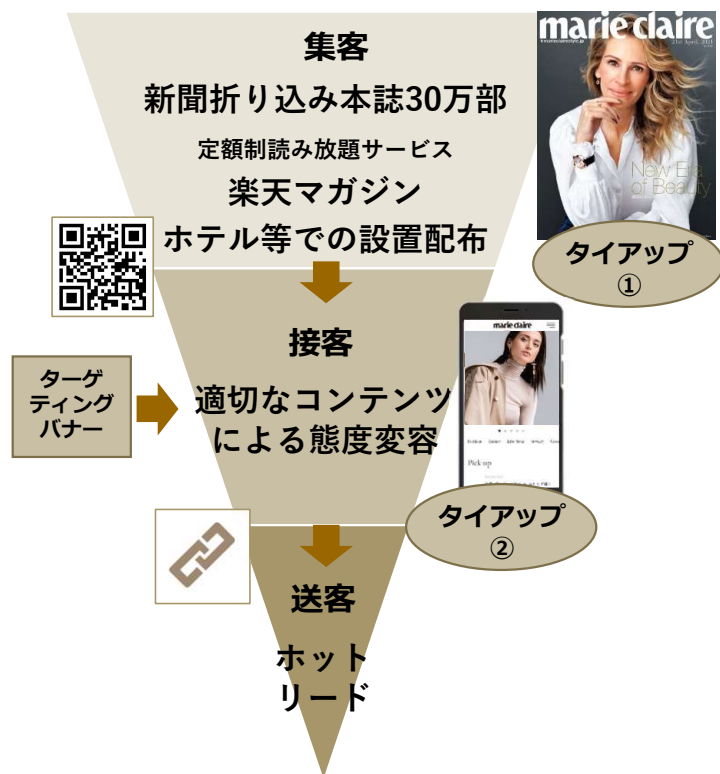 集客
新聞折り込み本誌30万部
定額制読み放題サービス
楽天マガジン
ホテル等での設置配布
marie claire
New Era
of Beauty
タイアップ
①
接客
適切なコンテンツ
による態度変容
ターゲ
ティング
バナー
marie claire
Pick up
タイアップ
②
送客
ホット
リード